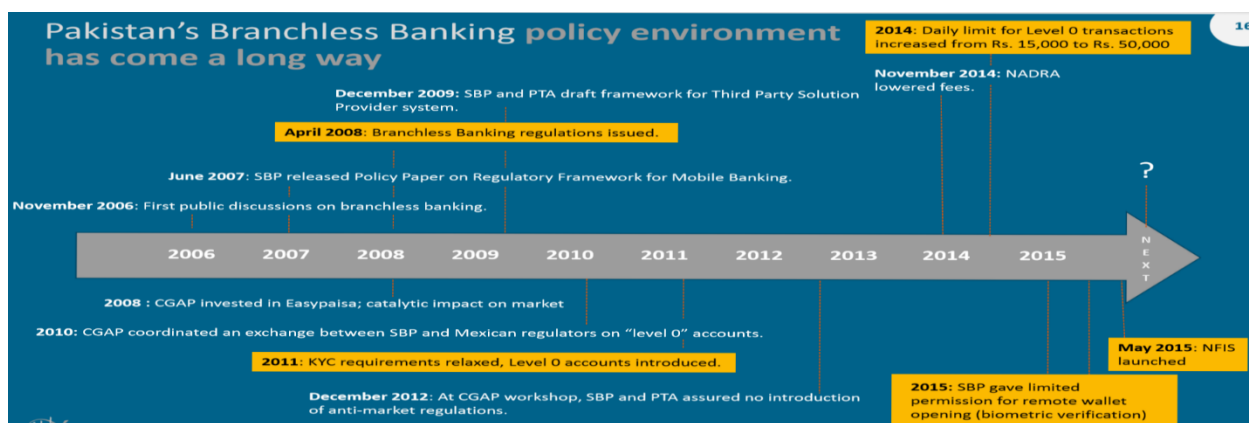 Pakistan's Branchless Banking policy environment
has come a long way
16
2014: Daily limit for Level 0 transactions
increased from Rs. 15,000 to Rs. 50,000
November 2014: NADRA
lowered fees.
December 2009: SBP and PTA draft framework for Third Party Solution
Provider system.
April 2008: Branchless Banking regulations issued.
June 2007: SBP released Policy Paper on Regulatory Framework for Mobile Banking.
November 2006: First public discussions on branchless banking.
?
2006 2007 2008 2009 2010 2011 2012 2013 2014 2015
NEXT
2008 : CGAP invested in Easypaisa; catalytic impact on market
2010: CGAP coordinated an exchange between SBP and Mexican regulators on "level 0" accounts.
2011: KYC requirements relaxed, Level 0 accounts introduced.
December 2012: At CGAP workshop, SBP and PTA assured no introduction
of anti-market regulations.
May 2015: NFIS
launched
2015: SBP gave limited
permission for remote wallet
opening (biometric verification)